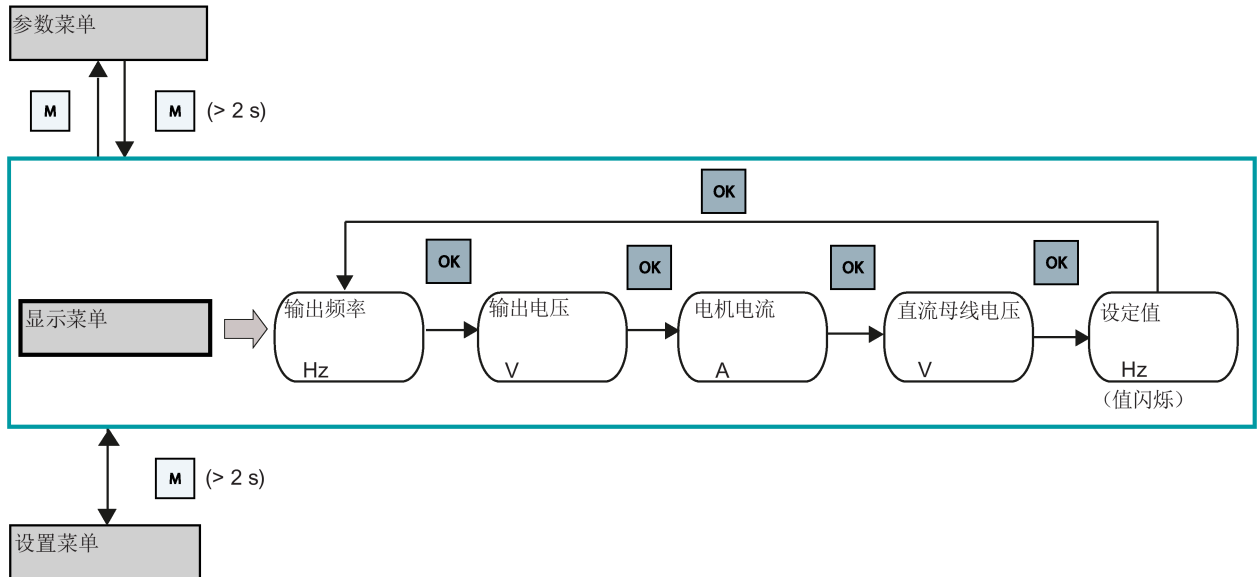 参数菜单
M
M (> 2 s)
OK
OK
OK
OK
OK
显示菜单
输出频率
Hz
输出电压
V
电机电流
A
直流母线电压
V
设定值
Hz
（值闪烁）
M (> 2 s)
设置菜单